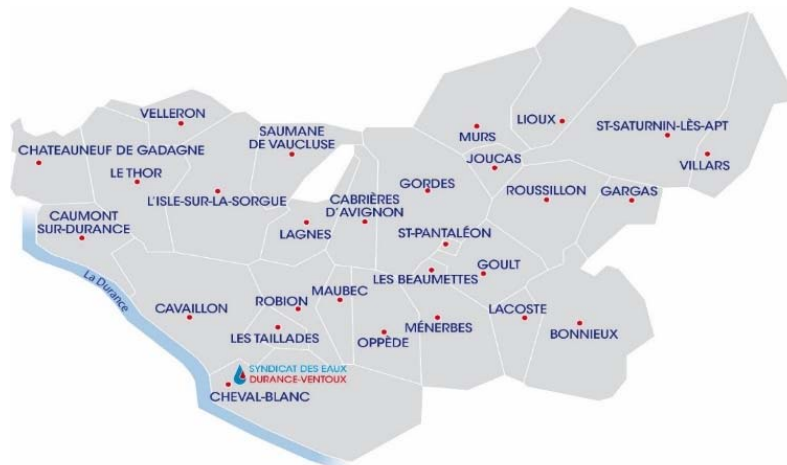 VELLERON
SAUMANE
DE VAUCLUSE
MURS
LIOUX
ST-SATURNIN-LÈS-APT
CHATEAUNEUF DE GADAGNE
LE THOR
JOUCAS
VILLARS
L'ISLE-SUR-LA-SORGUE
CABRIÈRES
D'AVIGNON
GORDES
ROUSSILLON
GARGAS
CAUMONT
SUR-DURANCE
LAGNES
ST-PANTALÉON
La Durance
CAVAILLON
ROBION
MAUBEC
LES BEAUMETTES
GOULT
LES TAILLADES
OPPÈDE
MÉNERBES
LACOSTE
BONNIEUX
SYNDICAT DES EAUX
DURANCE-VENTOUX
CHEVAL-BLANC